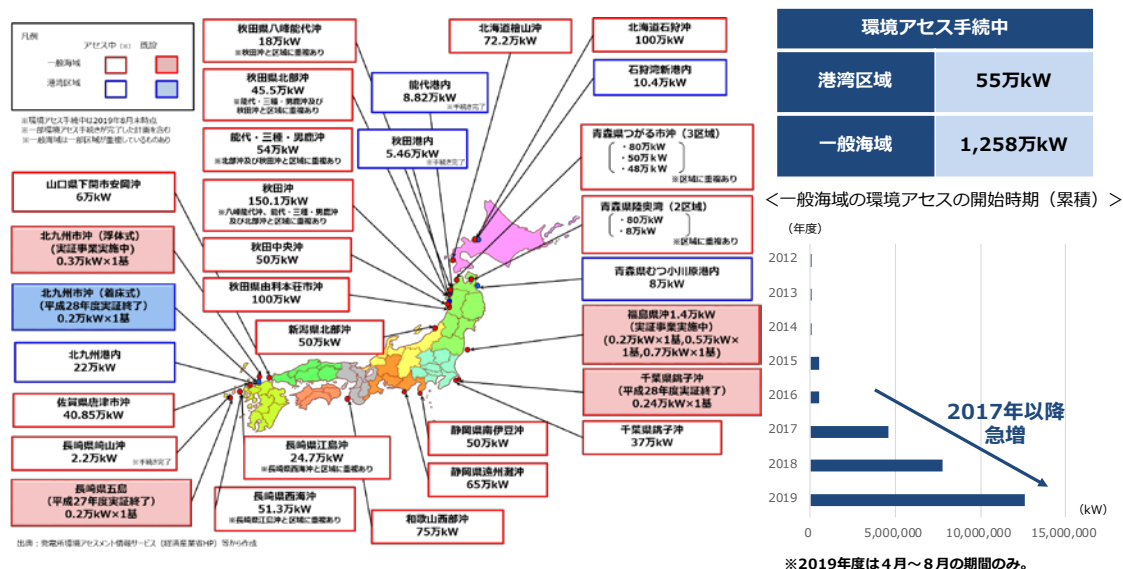 凡例
アセス中（※） 既設
一般海域
港湾区域
※環境アセス手続中は2019年8月末時点
※一部環境アセス手続きが完了した計画を含む
※一般海域は一部区域が重複しているものあり
秋田県八峰能代沖
18万kW
※秋田沖と区域に重複あり
秋田県北部沖
45.5万kW
※能代・三種・男鹿沖及び
秋田沖と区域に重複あり
能代・三種・男鹿沖
54万kW
※北部沖及び秋田沖と区域に重複あり
秋田沖
150.1万kW
※八峰能代沖、能代・三種・男鹿沖
及び北部沖と区域に重複あり
秋田中央沖
50万kW
秋田県由利本荘市沖
100万kW
新潟県北部沖
50万kW
北海道檜山沖
72.2万kW
能代港内
8.82万kW
※手続き完了
秋田港内
5.46万kW
※手続き完了
北海道石狩沖
100万kW
石狩湾新港内
10.4万kW
青森県つがる市沖（3区域）
・80万kW
・50万kW
・48万kW
※区域に重複あり
青森県陸奥湾（2区域）
・80万kW
・8万kW
※区域に重複あり
青森県むつ小川原港内
8万kW
福島県沖1.4万kW
（実証事業実施中）
(0.2万kW×1基,0.5万kW×
1基,0.7万kW×1基)
千葉県銚子沖
（平成28年度実証終了）
0.24万kW×1基
千葉県銚子沖
37万kW
山口県下関市安岡沖
6万kW
北九州市沖（浮体式）
(実証事業実施中)
0.3万kW×1基
北九州市沖（着床式）
(平成28年度実証終了)
0.2万kW×1基
北九州港内
22万kW
佐賀県唐津市沖
40.85万kW
長崎県崎山沖
2.2万kW
※手続き完了
長崎県五島
（平成27年度実証終了）
0.2万kW×1基
長崎県江島沖
24.7万kW
※長崎県西海沖と区域に重複あり
長崎県西海沖
51.3万kW
※長崎県江島沖と区域に重複あり
和歌山西部沖
75万kW
静岡県南伊豆沖
50万kW
静岡県遠州灘沖
65万kW
出典：発電所環境アセスメント情報サービス（経済産業省HP）等から作成
環境アセス手続中
港湾区域 55万kW
一般海域 1,258万kW
＜一般海域の環境アセスの開始時期（累積）＞
（年度）
2012
2013
2014
2015
2016
2017
2018
2019
2017年以降
急増
（kW）
0 5,000,000 10,000,000 15,000,000
※2019年度は４月～８月の期間のみ。